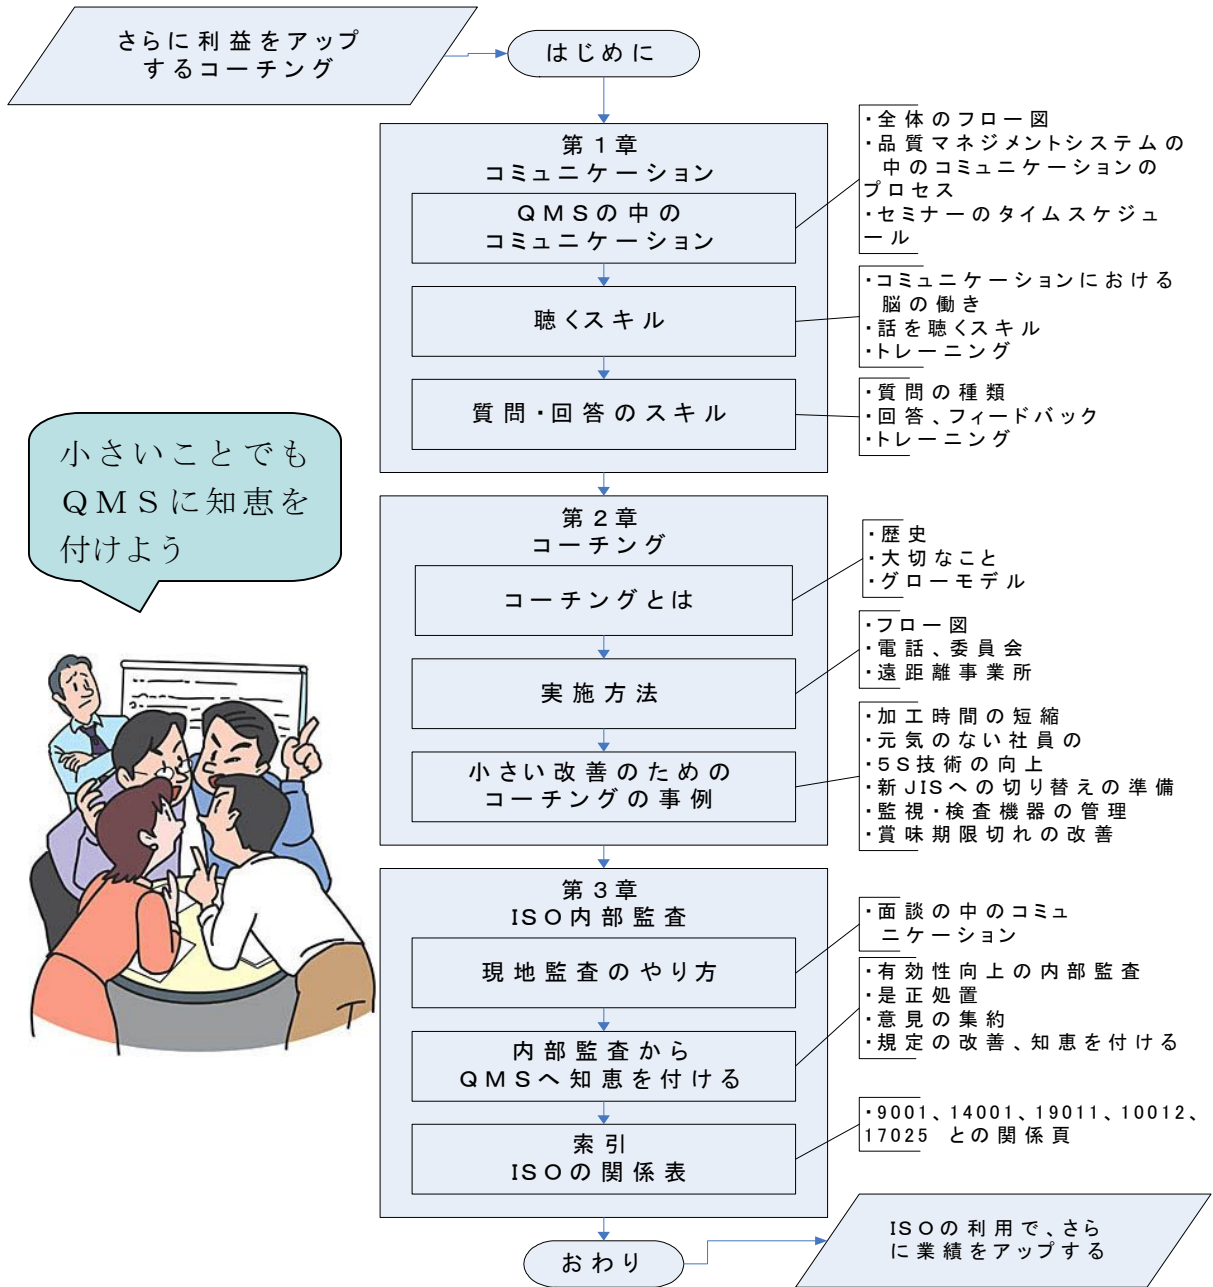 さらに利益をアップ
するコーチング
はじめに
第1章
コミュニケーション
QMSの中の
コミュニケーション
・全体のフロー図
・品質マネジメントシステムの
中のコミュニケーションの
プロセス
・セミナーのタイムスケジュ
ール
聴くスキル
・コミュニケーションにおける
脳の働き
・話を聴くスキル
・トレーニング
質問・回答のスキル
・質問の種類
・回答、フィードバック
・トレーニング
小さいことでも
QMSに知恵を
付けよう
第2章
コーチング
コーチングとは
・歴史
・大切なこと
・グローモデル
実施方法
・フロー図
・電話、委員会
・遠距離事業所
小さい改善のための
コーチングの事例
・加工時間の短縮
・元気のない社員の
・5S技術の向上
・新JISへの切り替えの準備
・監視・検査機器の管理
・賞味期限切れの改善
第3章
ISO内部監査
現地監査のやり方
・面談の中のコミュ
ニケーション
内部監査から
QMSへ知恵を付ける
・有効性向上の内部監査
・是正処置
・意見の集約
・規定の改善、知恵を付ける
索引
ISOの関係表
・9001、14001、19011、10012、
17025 との関係頁
おわり
ISOの利用で、さら
に業績をアップする